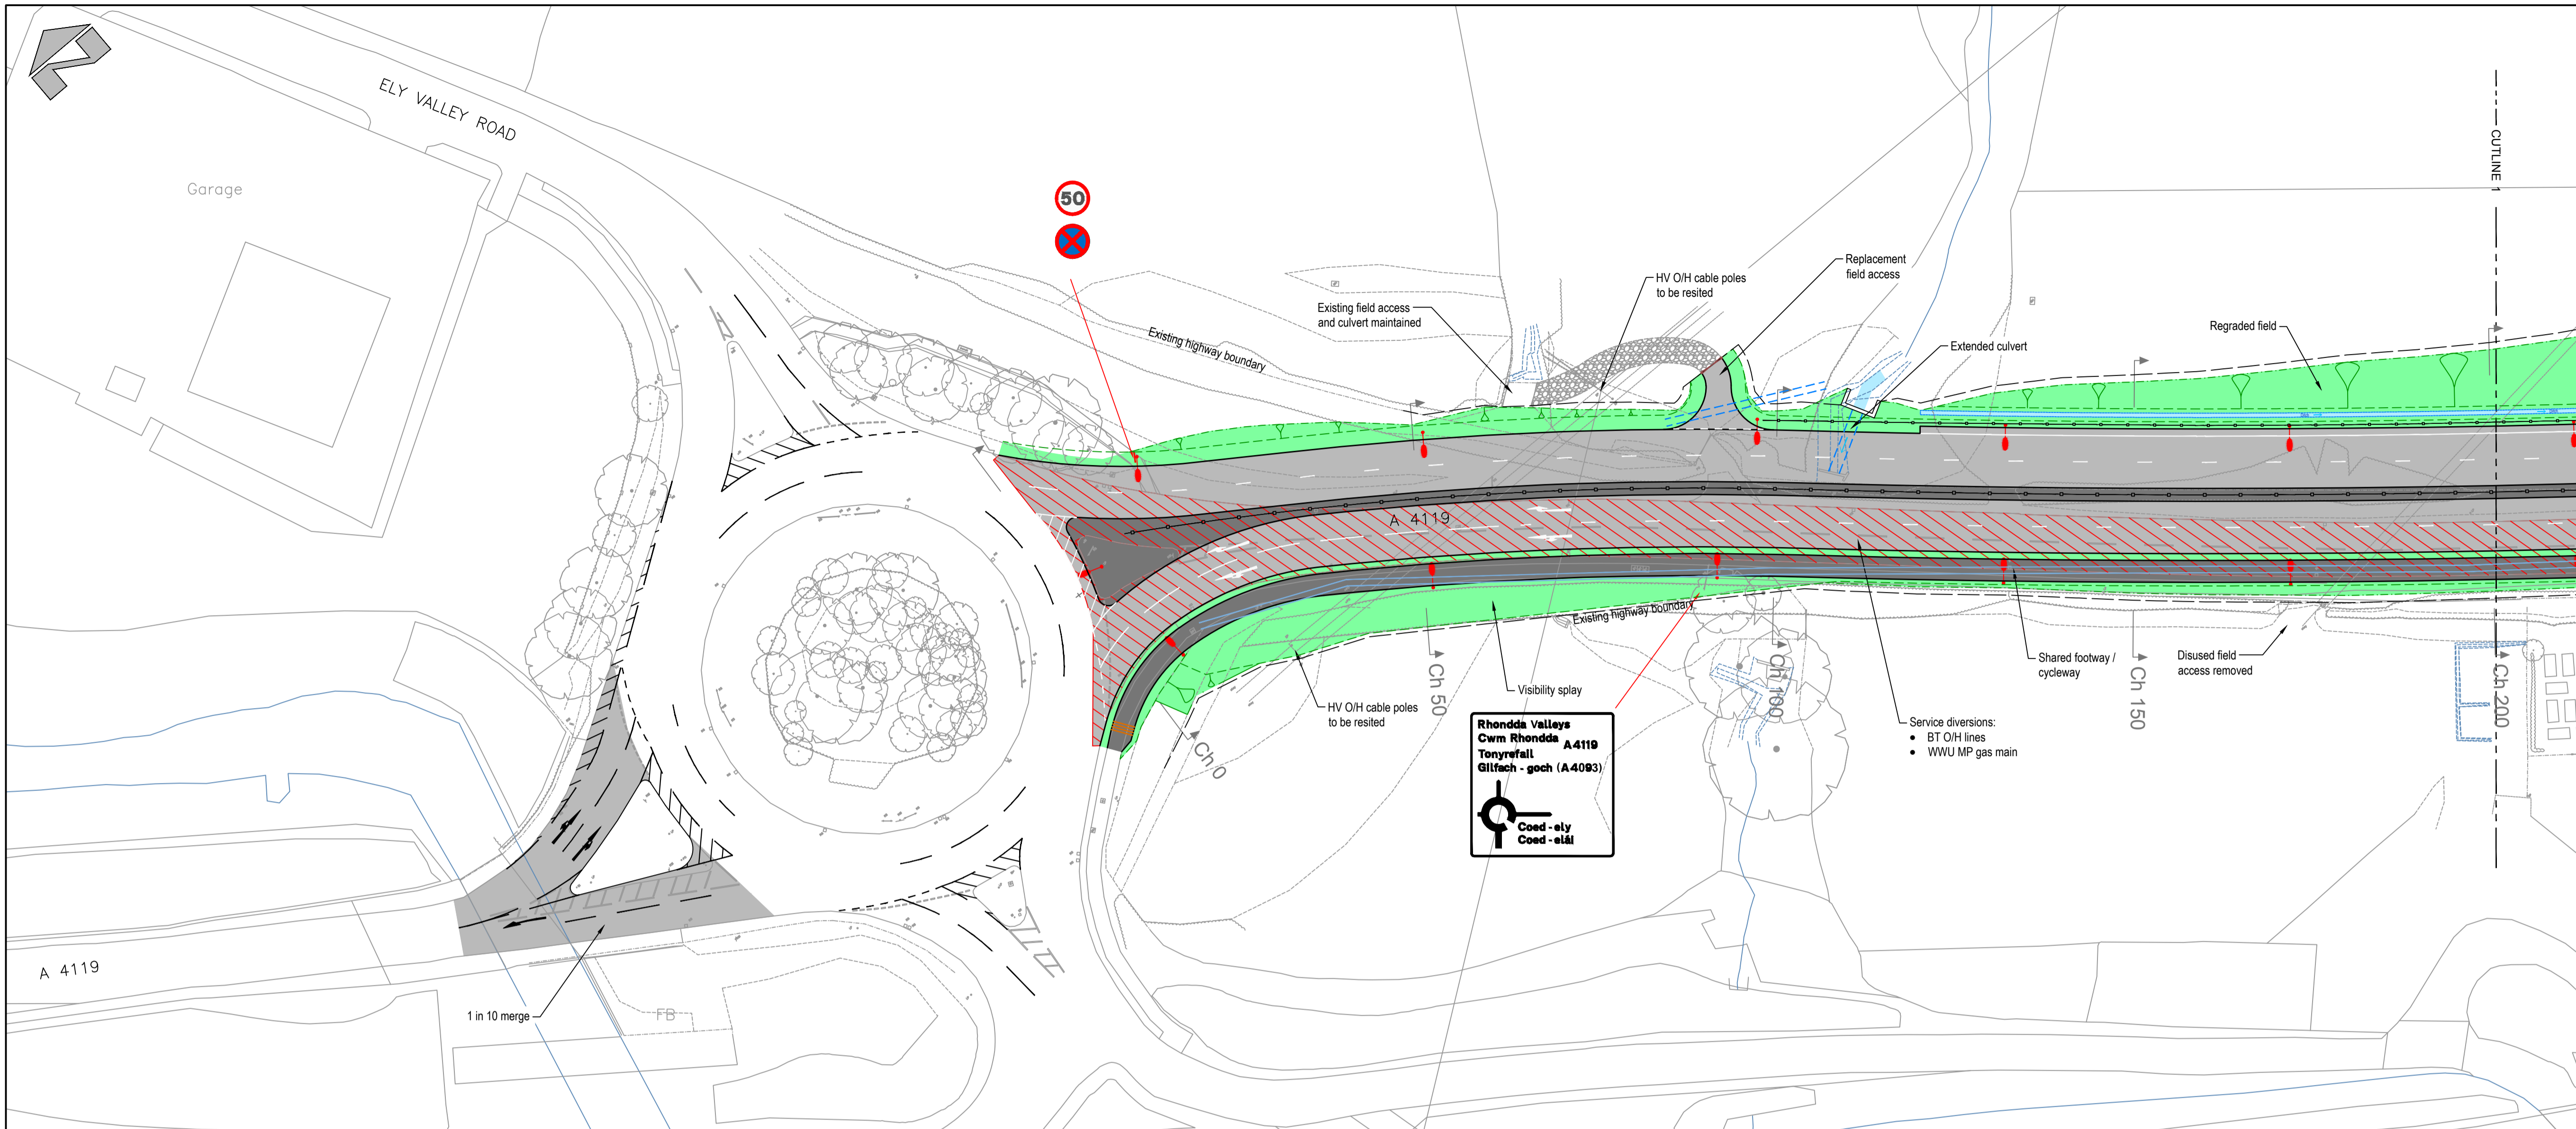 ELY VALLEY ROAD
Garage
50
CUTLINE 1
Replacement
field access
HV O/H cable poles
to be resited
Existing field access
and culvert maintained
Existing highway boundary
Extended culvert
Regraded field
A 4119
Existing highway boundary
Ch 0
Ch 50
Ch 100
Ch 150
Ch 200
Visibility splay
HV O/H cable poles
to be resited
Shared footway /
cycleway
Disused field
access removed
Service diversions:
• BT O/H lines
• WWU MP gas main
Rhondda Valleys
Cwm Rhondda
A4119
Tonyrefail
Gilfach - goch (A4093)
Coed - ely
Coed - elái
A 4119
1 in 10 merge
FB